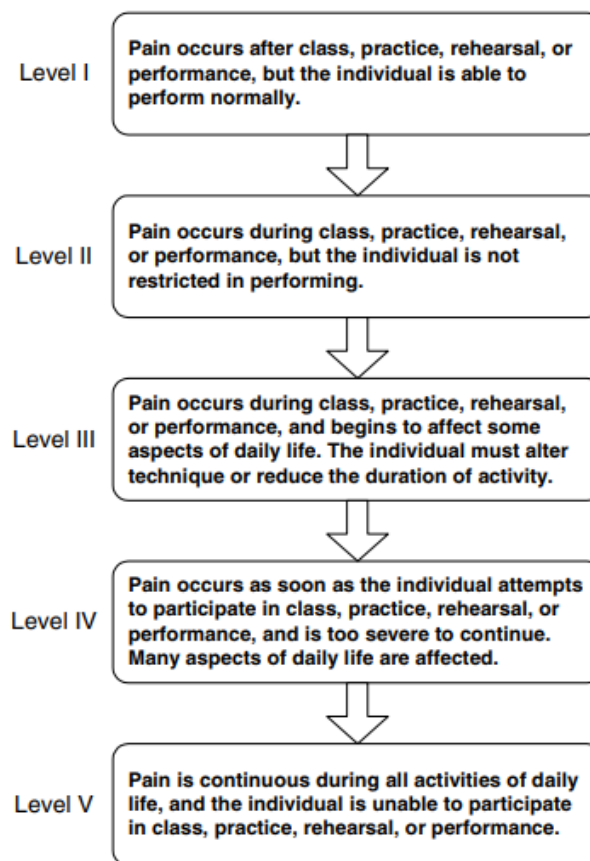 Level I
Pain occurs after class, practice, rehearsal, or
performance, but the individual is able to
perform normally.
Level II
Pain occurs during class, practice, rehearsal,
or performance, but the individual is not
restricted in performing.
Level III
Pain occurs during class, practice, rehearsal,
or performance, and begins to affect some
aspects of daily life. The individual must alter
technique or reduce the duration of activity.
Level IV
Pain occurs as soon as the individual attempts
to participate in class, practice, rehearsal, or
performance, and is too severe to continue.
Many aspects of daily life are affected.
Level V
Pain is continuous during all activities of daily
life, and the individual is unable to participate
in class, practice, rehearsal, or performance.